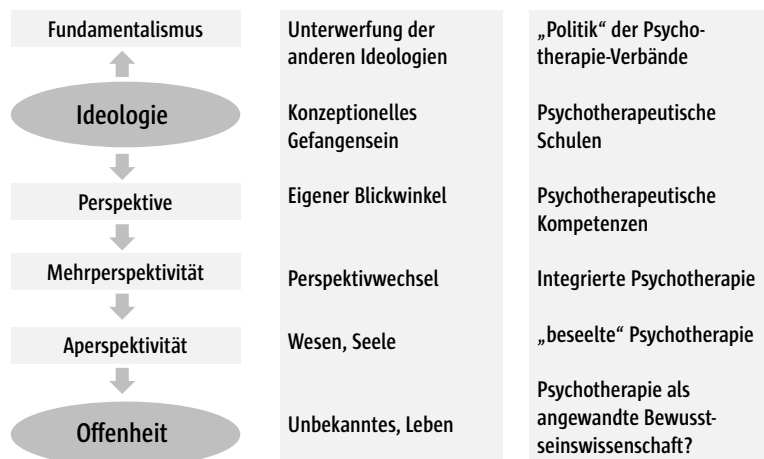 Fundamentalismus
Unterwerfung der
anderen Ideologien
„Politik“ der Psycho-
therapie-Verbände
Ideologie
Konzeptionelles
Gefangensein
Psychotherapeutische
Schulen
Perspektive
Eigener Blickwinkel
Psychotherapeutische
Kompetenzen
Mehrperspektivität
Perspektivwechsel
Integrierte Psychotherapie
Aperspektivität
Wesen, Seele
„beseelte“ Psychotherapie
Offenheit
Unbekanntes, Leben
Psychotherapie als
angewandte Bewusst-
seinswissenschaft?